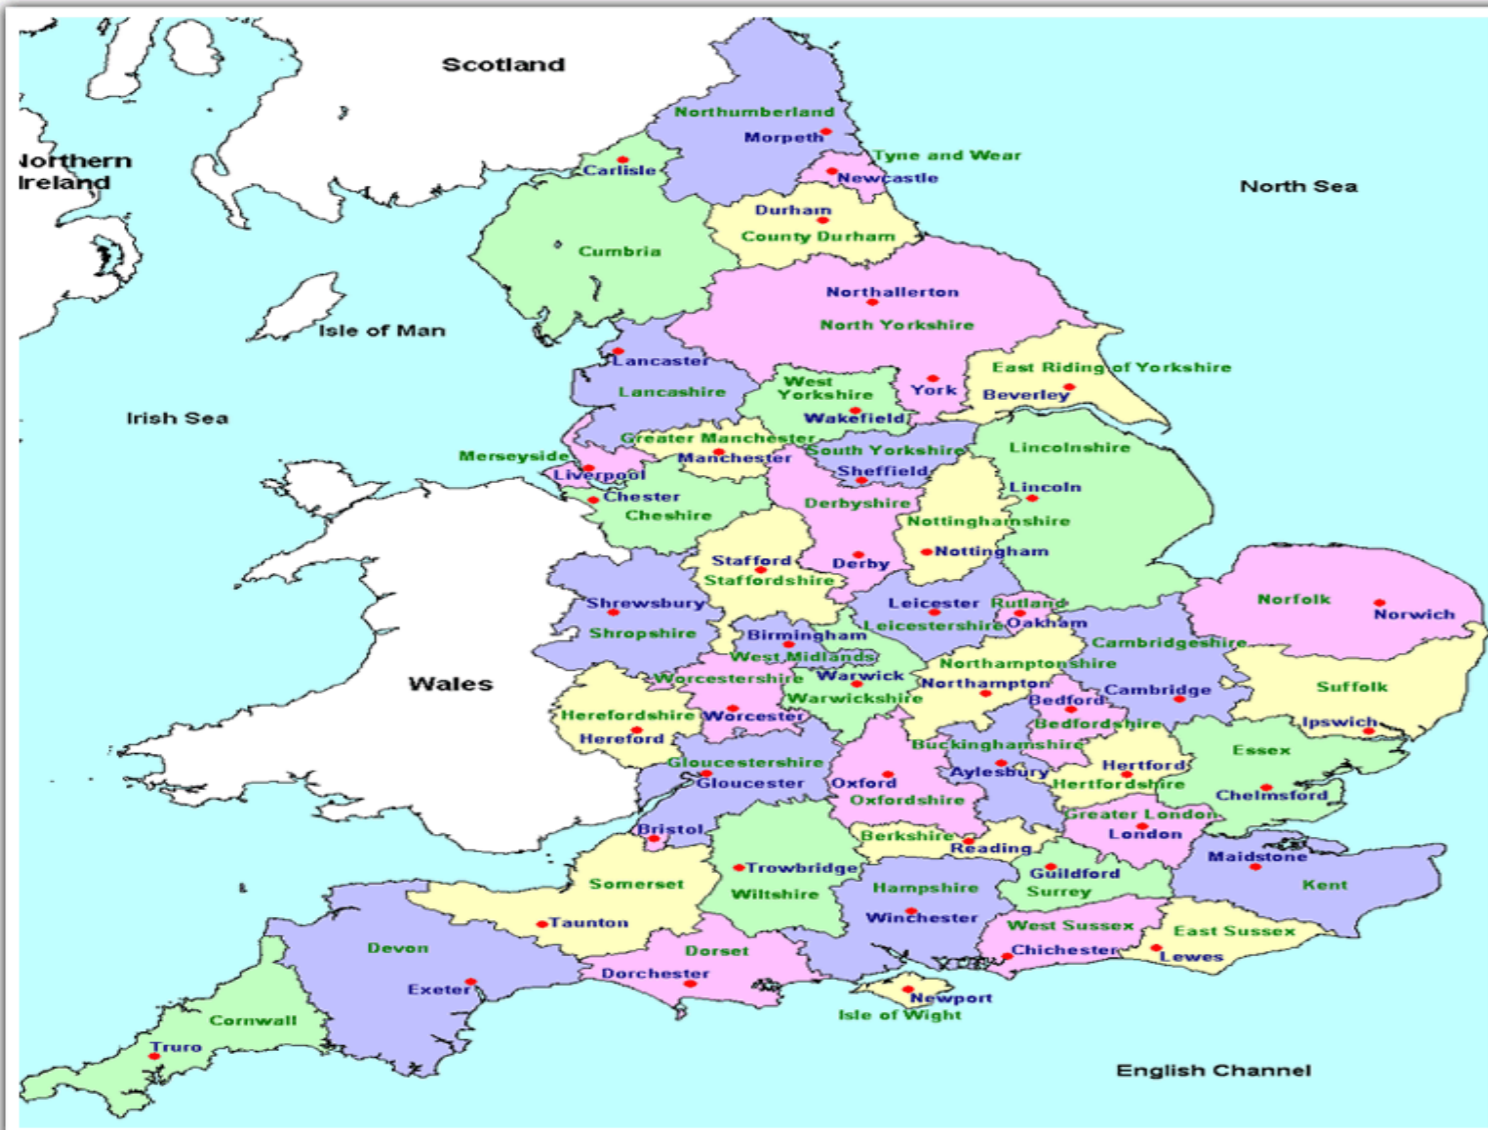 Scotland
Northumberland
Morpeth
Northern
Ireland
Tyne and Wear
Carlisle
Newcastle
North Sea
Durham
County Durham
Cumbria
Northallerton
North Yorkshire
Isle of Man
Lancaster
East Riding of Yorkshire
West
Yorkshire
Lancashire
York
Beverley
Irish Sea
Wakefield
Greater Manchester
Lincolnshire
South Yorkshire
Merseyside
Manchester
Sheffield
Liverpool
Lincoln
Chester
Derbyshire
Cheshire
Nottinghamshire
Nottingham
Stafford
Derby
Staffordshire
Shrewsbury
Leicester
Rutland
Norfolk
Norwich
Oakham
Leicestershire
Shropshire
Birmingham
Cambridgeshire
West Midlands
Northamptonshire
Wales
Worcestershire
Warwick
Northampton
Suffolk
Cambridge
Warwickshire
Bedford
Herefordshire
Worcester
Bedfordshire
Ipswich
Hereford
Buckinghamshire
Essex
Gloucestershire
Hertford
Aylesbury
Gloucester
Oxford
Hertfordshire
Chelmsford
Oxfordshire
Greater London
Bristol
London
Berkshire
Reading
Maidstone
Trowbridge
Guildford
Somerset
Hampshire
Kent
Wiltshire
Surrey
Winchester
Taunton
West Sussex
East Sussex
Devon
Dorset
Chichester
Lewes
Dorchester
Exeter
Newport
Isle of Wight
Cornwall
Truro
English Channel